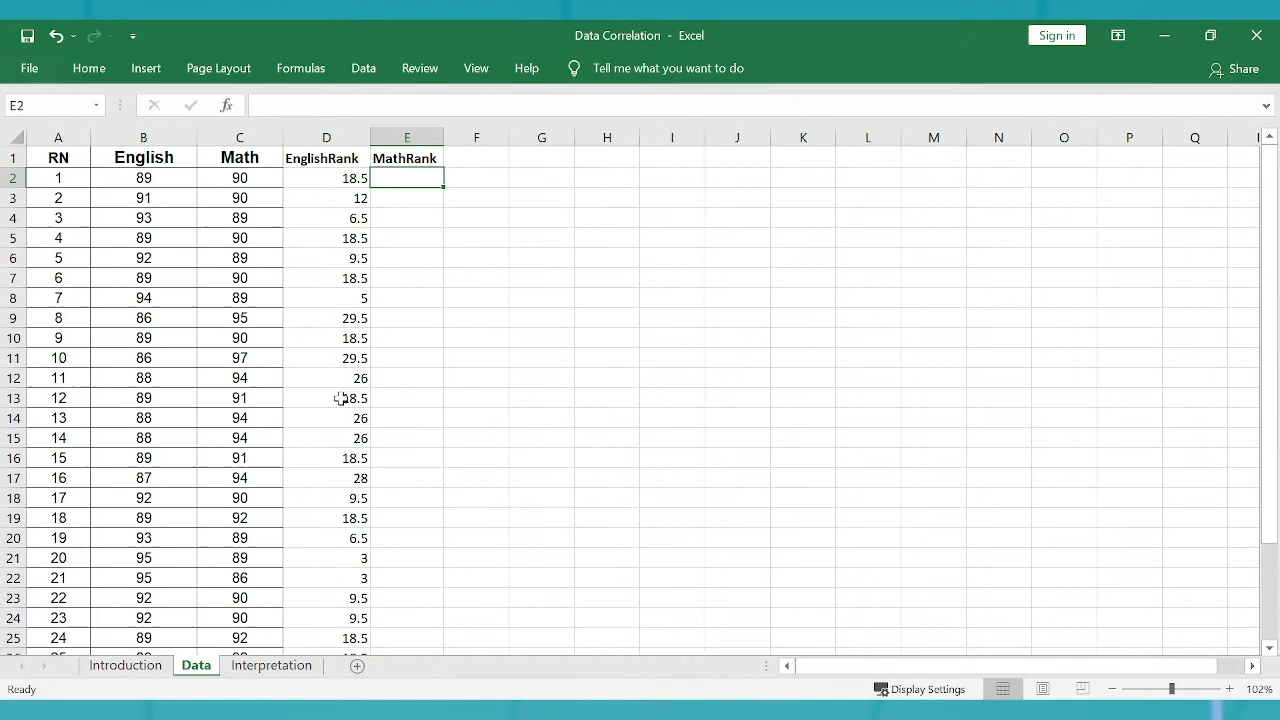 Data Correlation - Excel
Sign in
File Home Insert Page Layout Formulas Data Review View Help Tell me what you want to do Share
E2 fx
A B C D E F G H I J K L M N O P Q
1 RN English Math EnglishRank MathRank
2 1 89 90 18.5
3 2 91 90 12
4 3 93 89 6.5
5 4 89 90 18.5
6 5 92 89 9.5
7 6 89 90 18.5
8 7 94 89 5
9 8 86 95 29.5
10 9 89 90 18.5
11 10 86 97 29.5
12 11 88 94 26
13 12 89 91 8.5
14 13 88 94 26
15 14 88 94 26
16 15 89 91 18.5
17 16 87 94 28
18 17 92 90 9.5
19 18 89 92 18.5
20 19 93 89 6.5
21 20 95 89 3
22 21 95 86 3
23 22 92 90 9.5
24 23 92 90 9.5
25 24 89 92 18.5
Introduction Data Interpretation
Ready Display Settings 102%